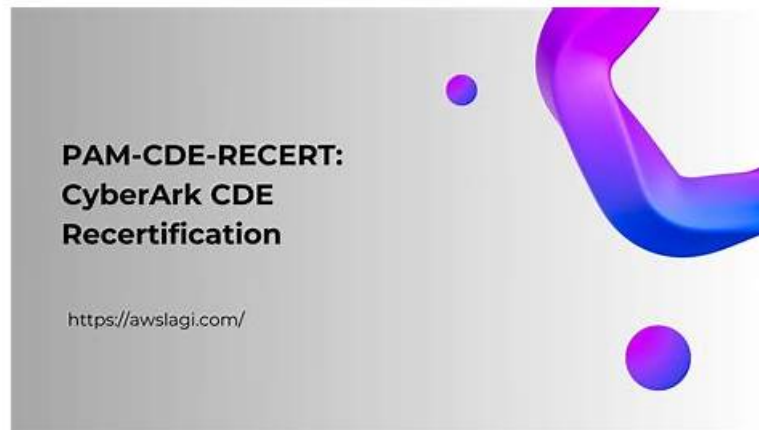 PAM-CDE-RECERT:
CyberArk CDE
Recertification
https://awslagi.com/